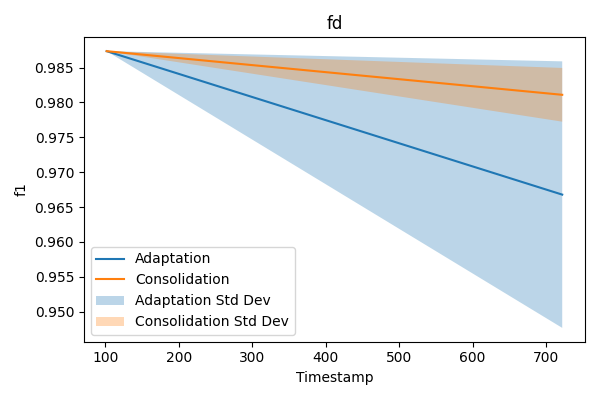 fd
f1
0.985
0.980
0.975
0.970
0.965
0.960
0.955
0.950
Adaptation
Consolidation
Adaptation Std Dev
Consolidation Std Dev
100 200 300 400 500 600 700
Timestamp